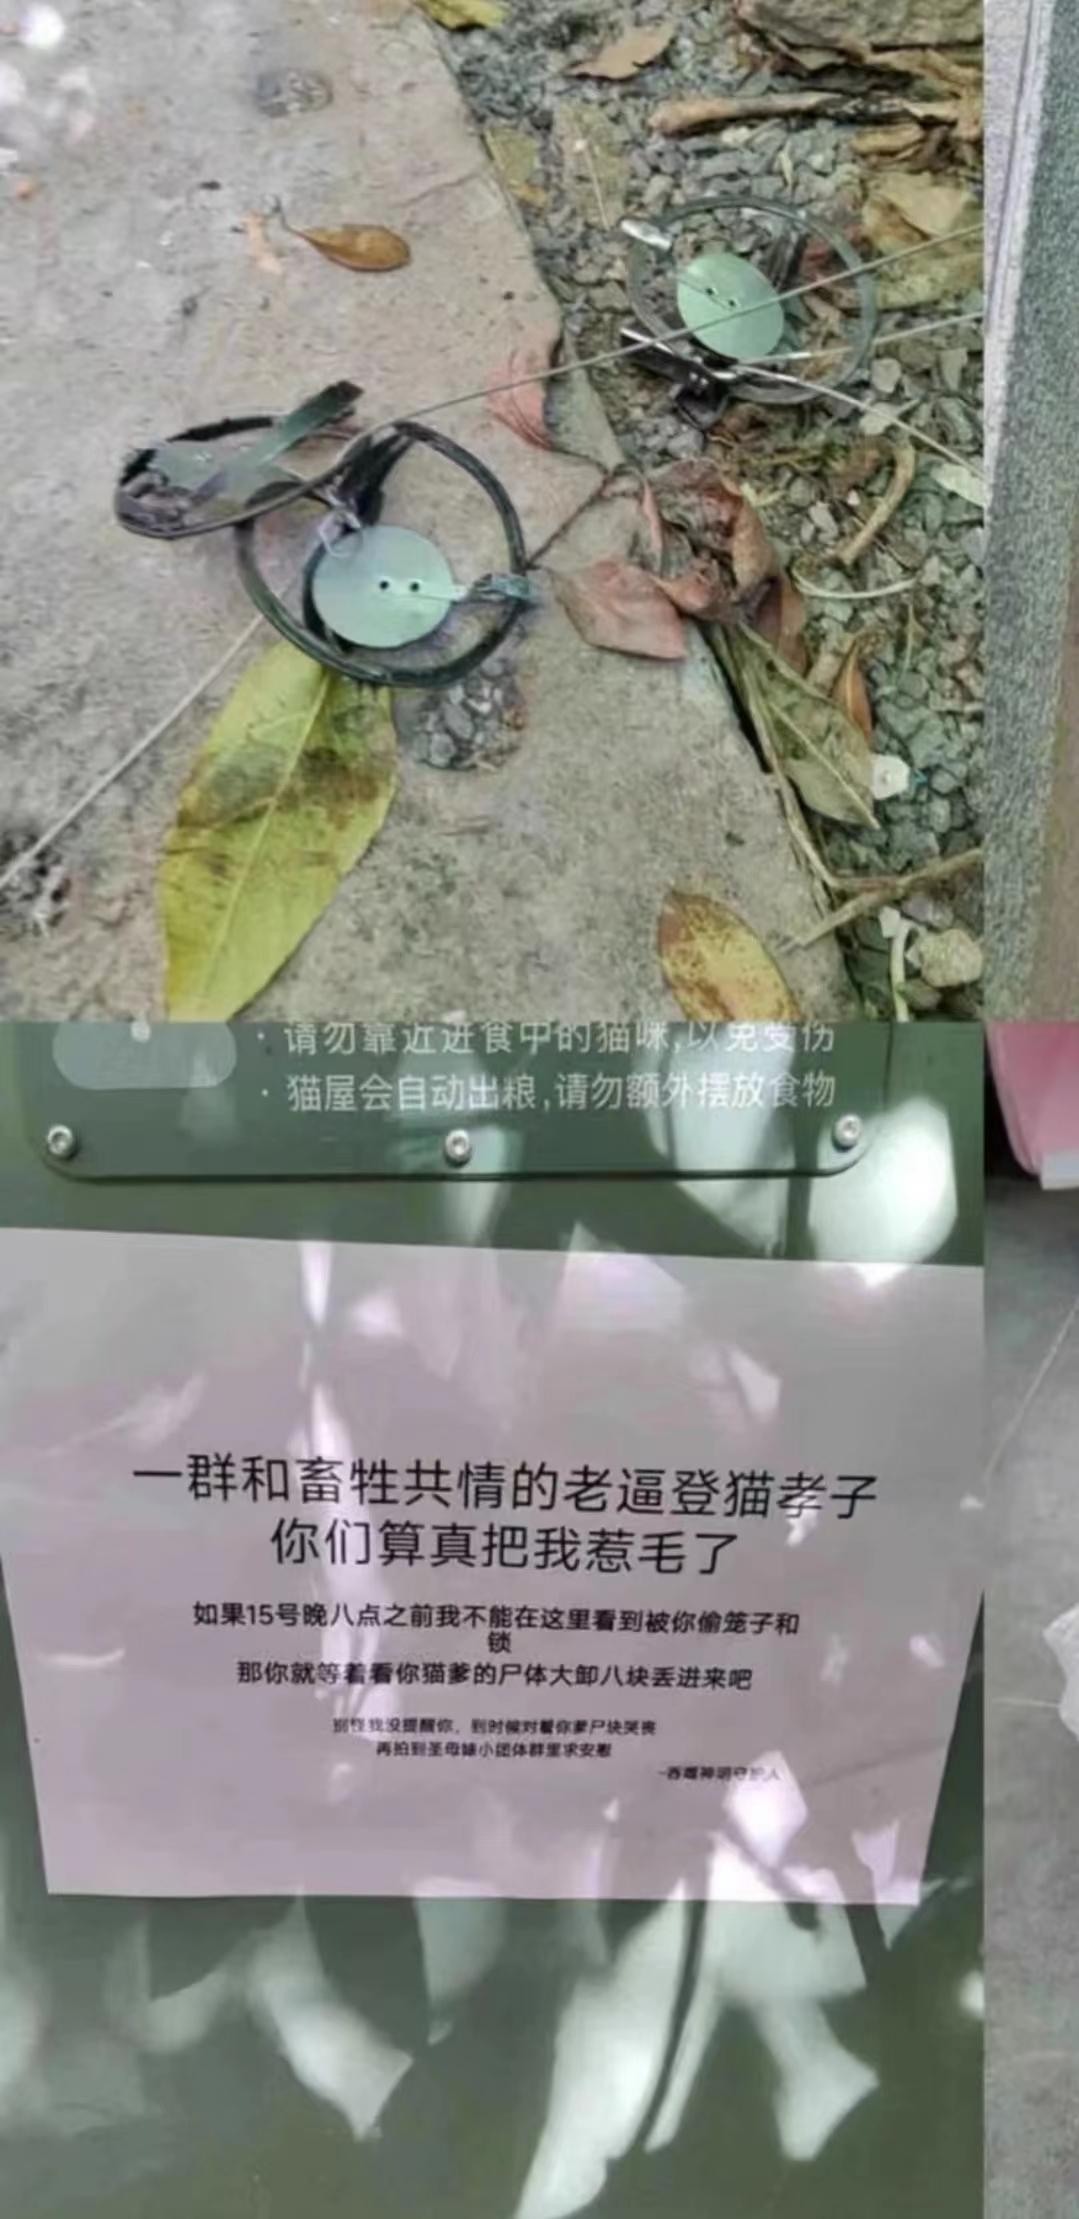 · 请勿靠近进食中的猫咪,以免受伤
· 猫屋会自动出粮,请勿额外摆放食物
一群和畜牲共情的老逼登猫孝子
你们算真把我惹毛了
如果15号晚八点之前我不能在这里看到被你偷笼子和
锁
那你就等着看你猫爹的尸体大卸八块丢进来吧
别怪我没提醒你，到时候对着你爹尸块哭丧
再拍到圣母婊小团体群里求安慰